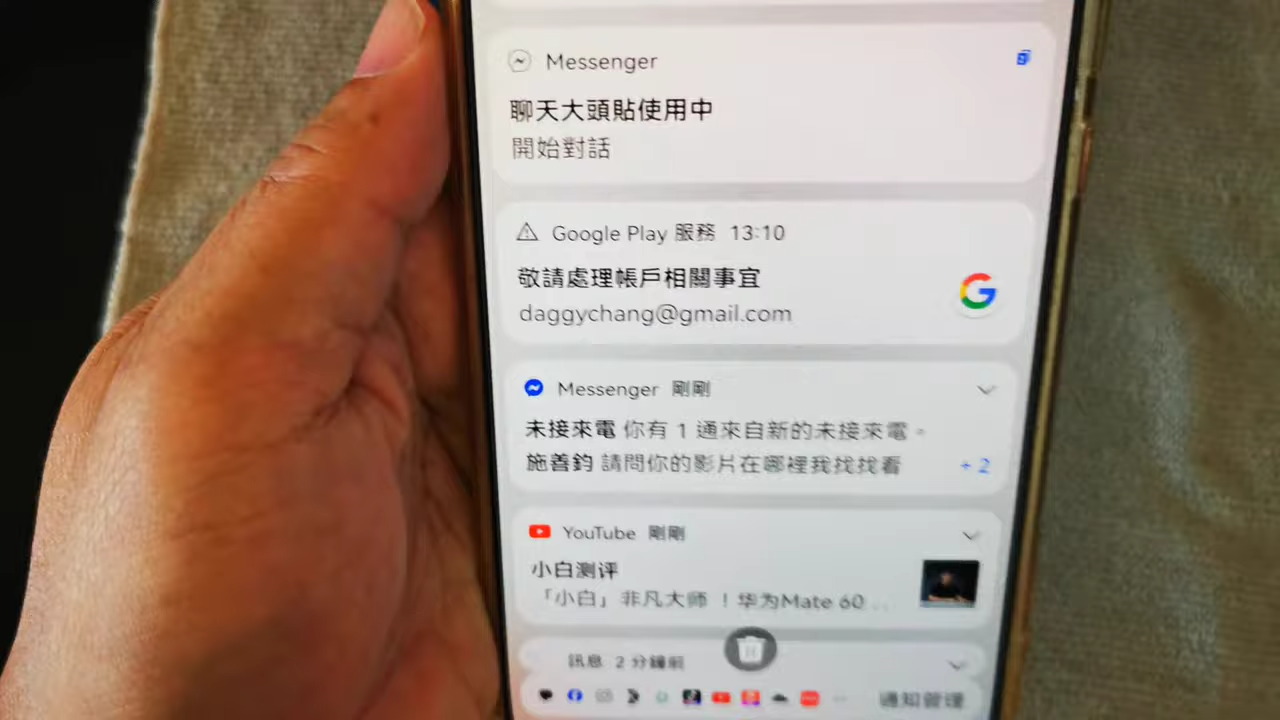 Messenger
聊天大頭貼使用中
開始對話
Google Play 服務 13:10
敬請處理帳戶相關事宜
daggychang@gmail.com
Messenger 剛剛
未接來電 你有 1 通來自新的未接來電。
施善鈞 請問你的影片在哪裡我找找看 +2
YouTube 剛剛
小白测评
「小白」非凡大师 ！华为Mate 60...
訊息 2 分鐘前
通知管理